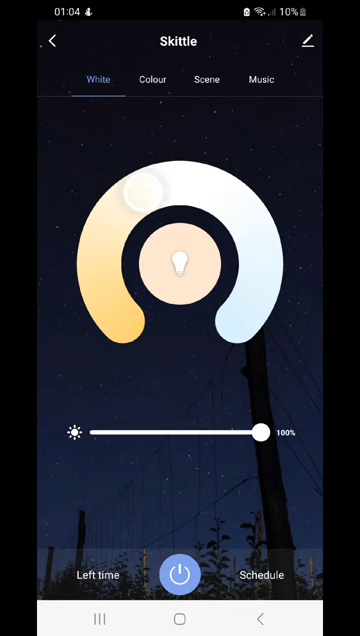 01:04 10%
Skittle
White Colour Scene Music
100%
Left time Schedule